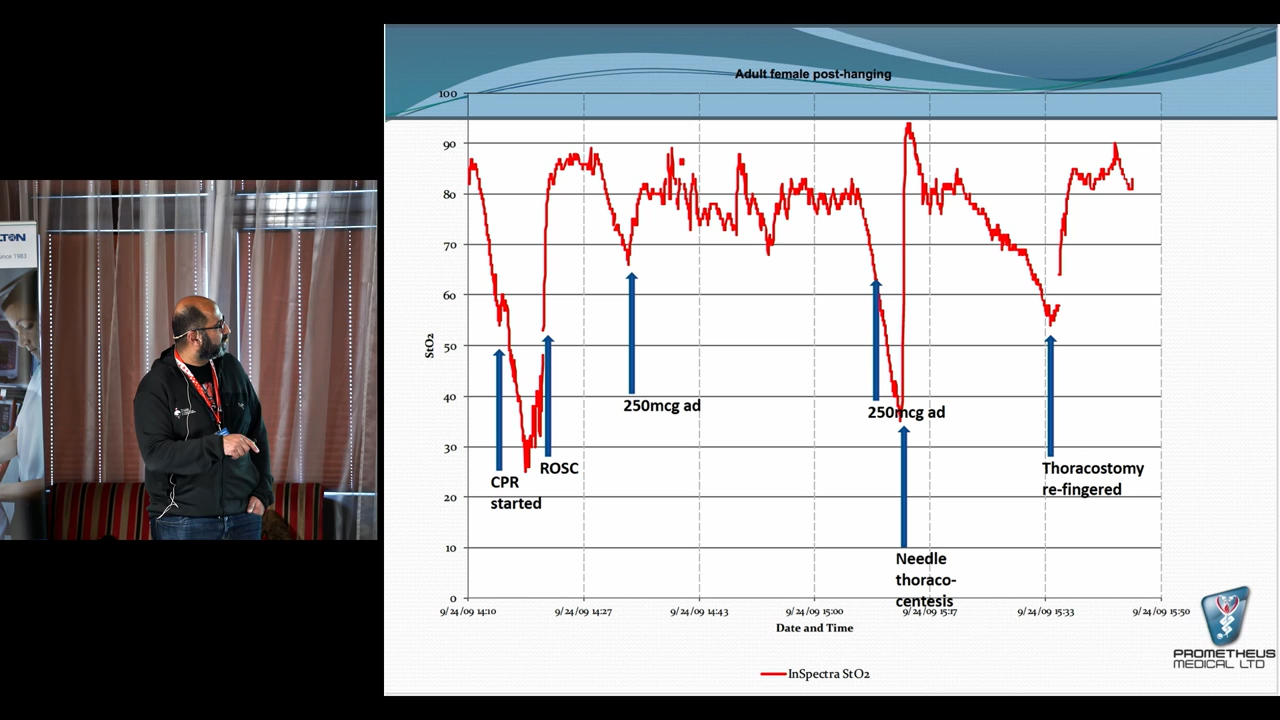 LTON
since 1983
Adult female post-hanging
100
90
80
70
60
50
40
30
20
10
0
StO2
CPR
started
ROSC
250mcg ad
250mcg ad
Needle
thoraco-
centesis
Thoracostomy
re-fingered
9/24/09 14:10
9/24/09 14:27
9/24/09 14:43
9/24/09 15:00
9/24/09 15:17
9/24/09 15:33
9/24/09 15:50
Date and Time
InSpectra StO2
PROMETHEUS
MEDICAL LTD